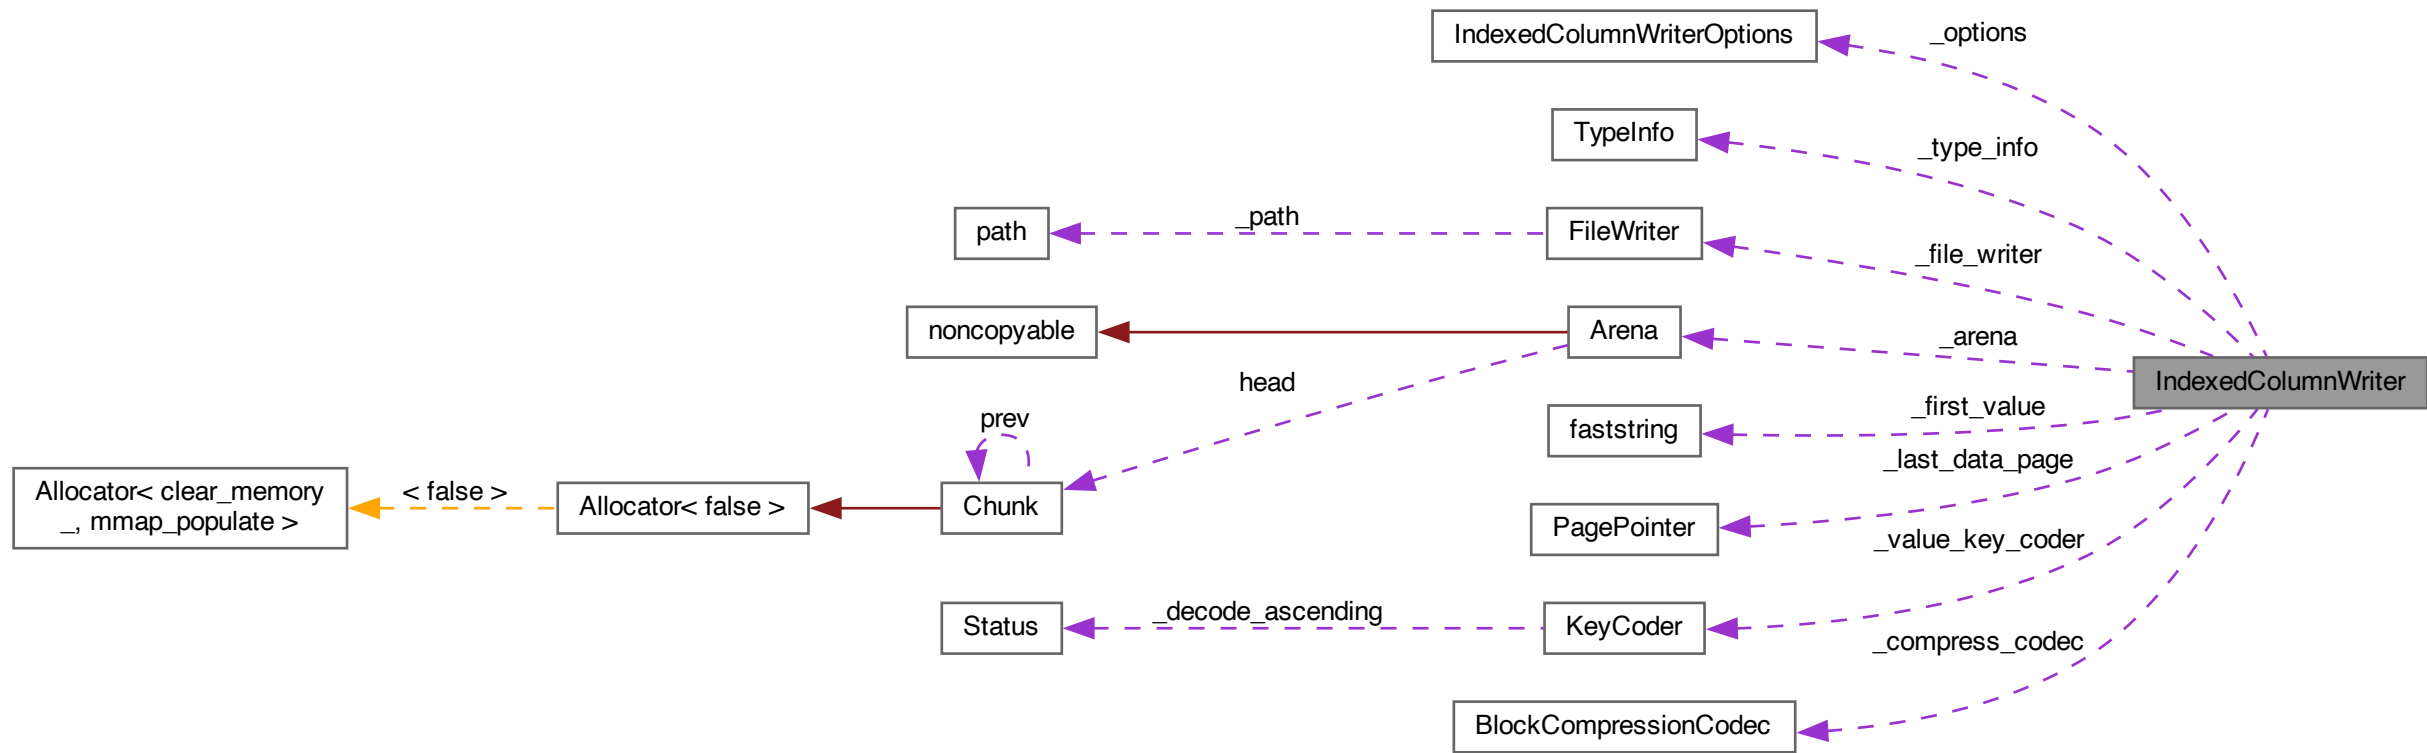 IndexedColumnWriterOptions
_options
TypeInfo
_type_info
path
_path
FileWriter
_file_writer
noncopyable
Arena
_arena
IndexedColumnWriter
head
prev
faststring
_first_value
_last_data_page
Allocator< clear_memory
_, mmap_populate >
< false >
Allocator< false >
Chunk
PagePointer
_value_key_coder
Status
_decode_ascending
KeyCoder
_compress_codec
BlockCompressionCodec